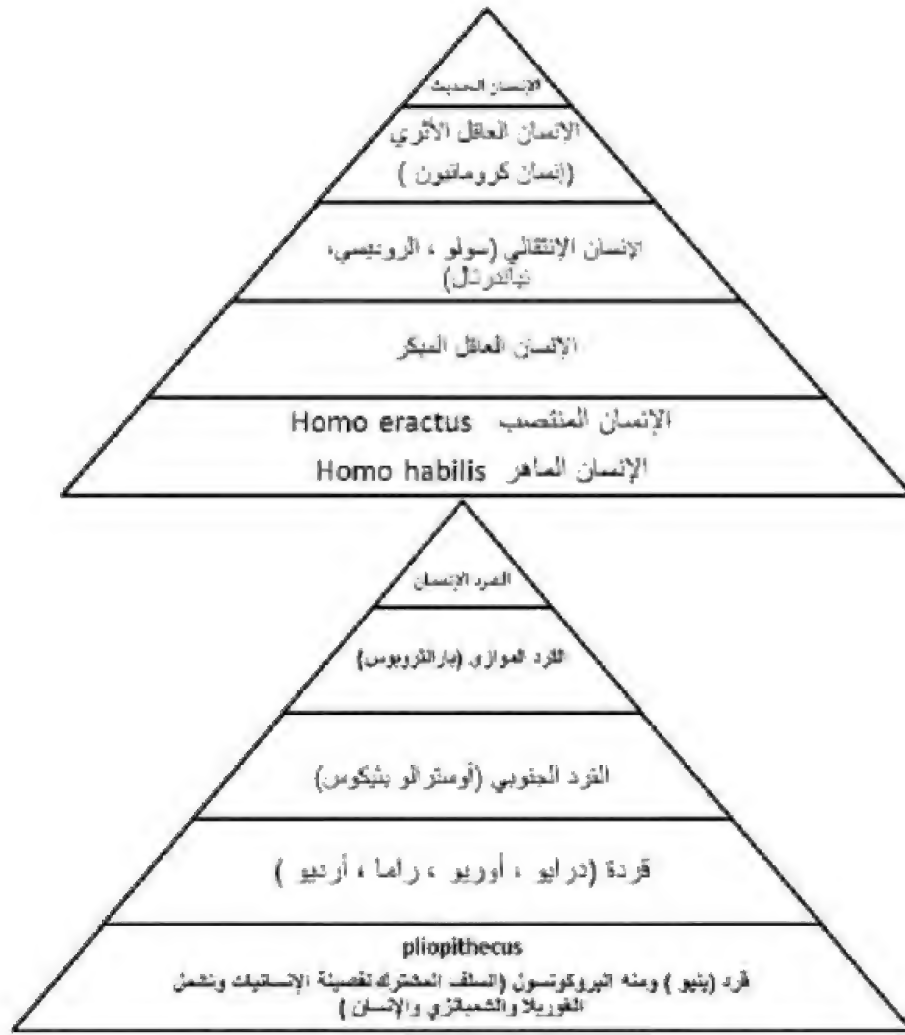 الإنسان الحديث
الإنسان العاقل الأثري
(إنسان كرومانيون )
الإنسان الإنتقالي (سولو ، الروديسي،
نياندرتال)
الإنسان العاقل المبكر
الإنسان المنتصب Homo eractus
الإنسان الماهر Homo habilis
القرد الإنسان
القرد الموازي (بارانثروبوس)
القرد الجنوبي (أوسترالو بثيكوس)
قردة (درايو ، أوريو ، راما ، أرديو )
pliopithecus
قرد (بليو ) ومنه البروكونسول (السلف المشترك لفصيلة الإنسانيات وتشمل
الغوريلا والشمبانزي والإنسان )